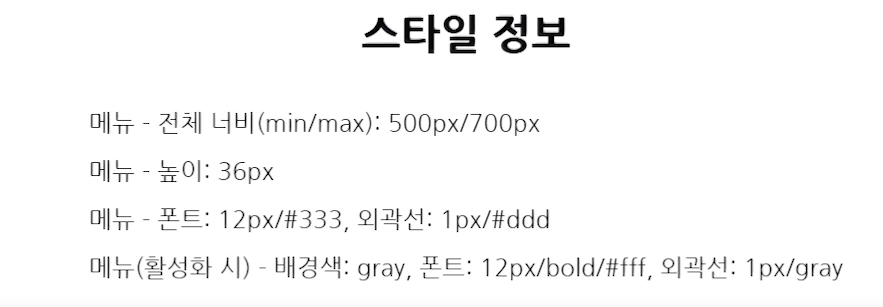 스타일 정보
메뉴 - 전체 너비(min/max): 500px/700px
메뉴 - 높이: 36px
메뉴 - 폰트: 12px/#333, 외곽선: 1px/#ddd
메뉴(활성화 시) - 배경색: gray, 폰트: 12px/bold/#fff, 외곽선: 1px/gray